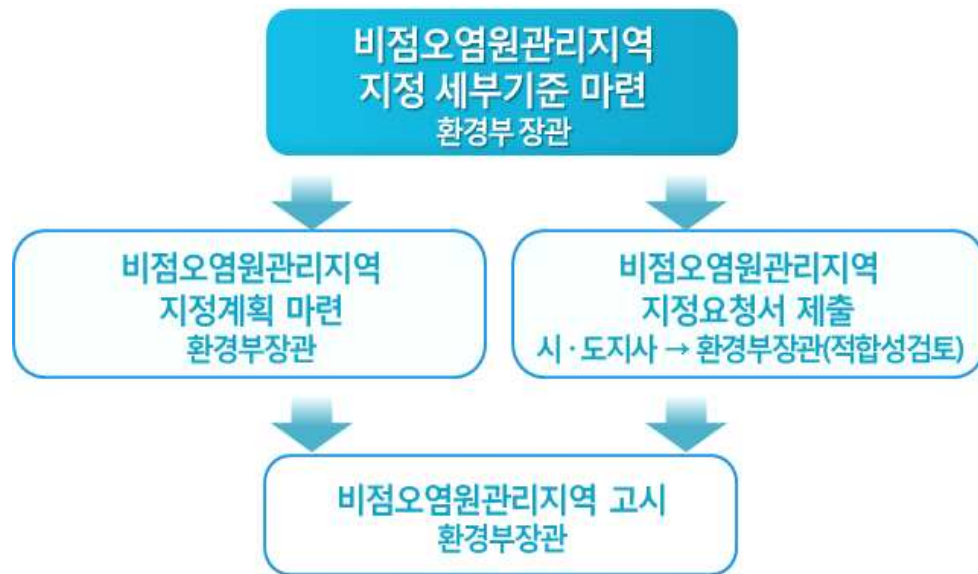 비점오염원관리지역
지정 세부기준 마련
환경부 장관
비점오염원관리지역
지정계획 마련
환경부장관
비점오염원관리지역
지정요청서 제출
시·도지사 → 환경부장관(적합성검토)
비점오염원관리지역 고시
환경부장관